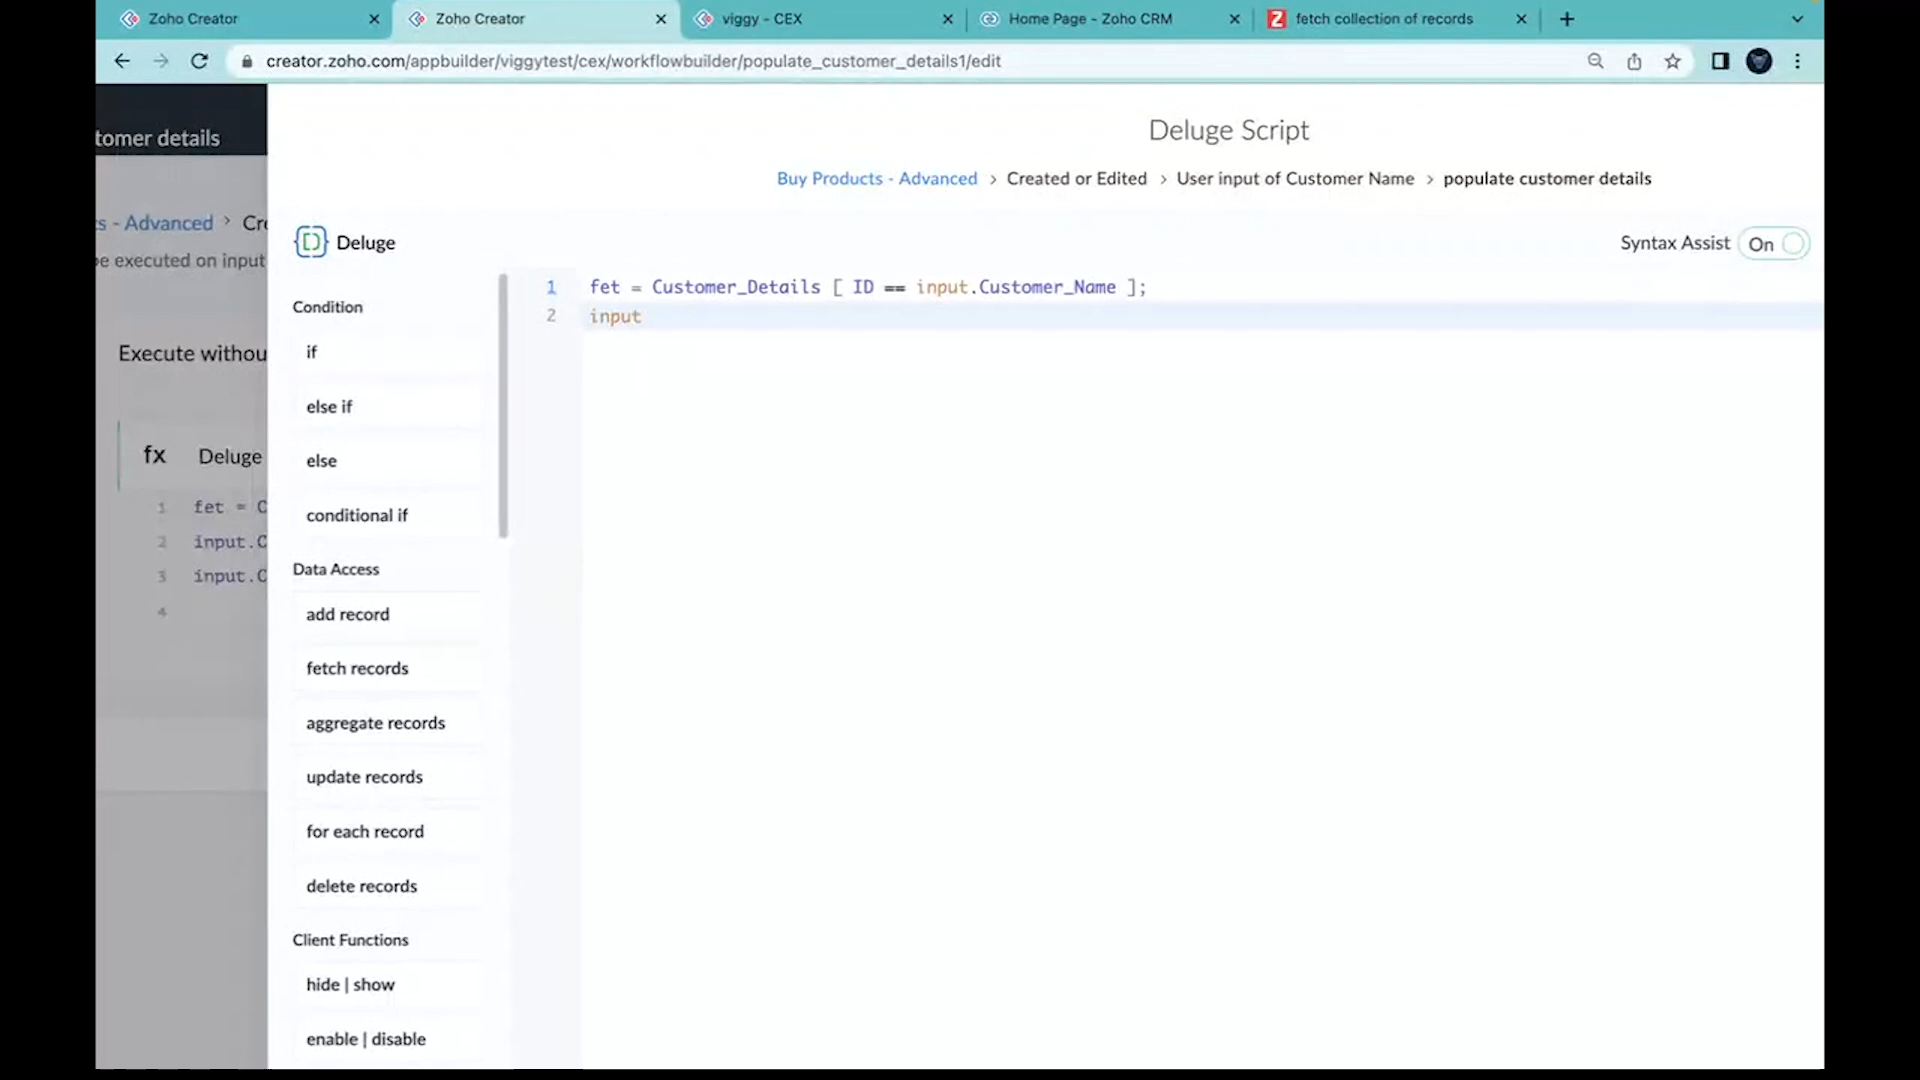 Zoho Creator
Zoho Creator
viggy - CEX
Home Page - Zoho CRM
Z
fetch collection of records
creator.zoho.com/appbuilder/viggytest/cex/workflowbuilder/populate_customer_details1/edit
tomer details
s - Advanced > Cre
be executed on input
Execute withou
fx Deluge
1 fet = C
2 input.C
3 input.C
4
Deluge Script
Buy Products - Advanced > Created or Edited > User input of Customer Name > populate customer details
Deluge
Syntax Assist On
Condition
if
else if
else
conditional if
Data Access
add record
fetch records
aggregate records
update records
for each record
delete records
Client Functions
hide | show
enable | disable
1 fet = Customer_Details [ ID == input.Customer_Name ];
2 input